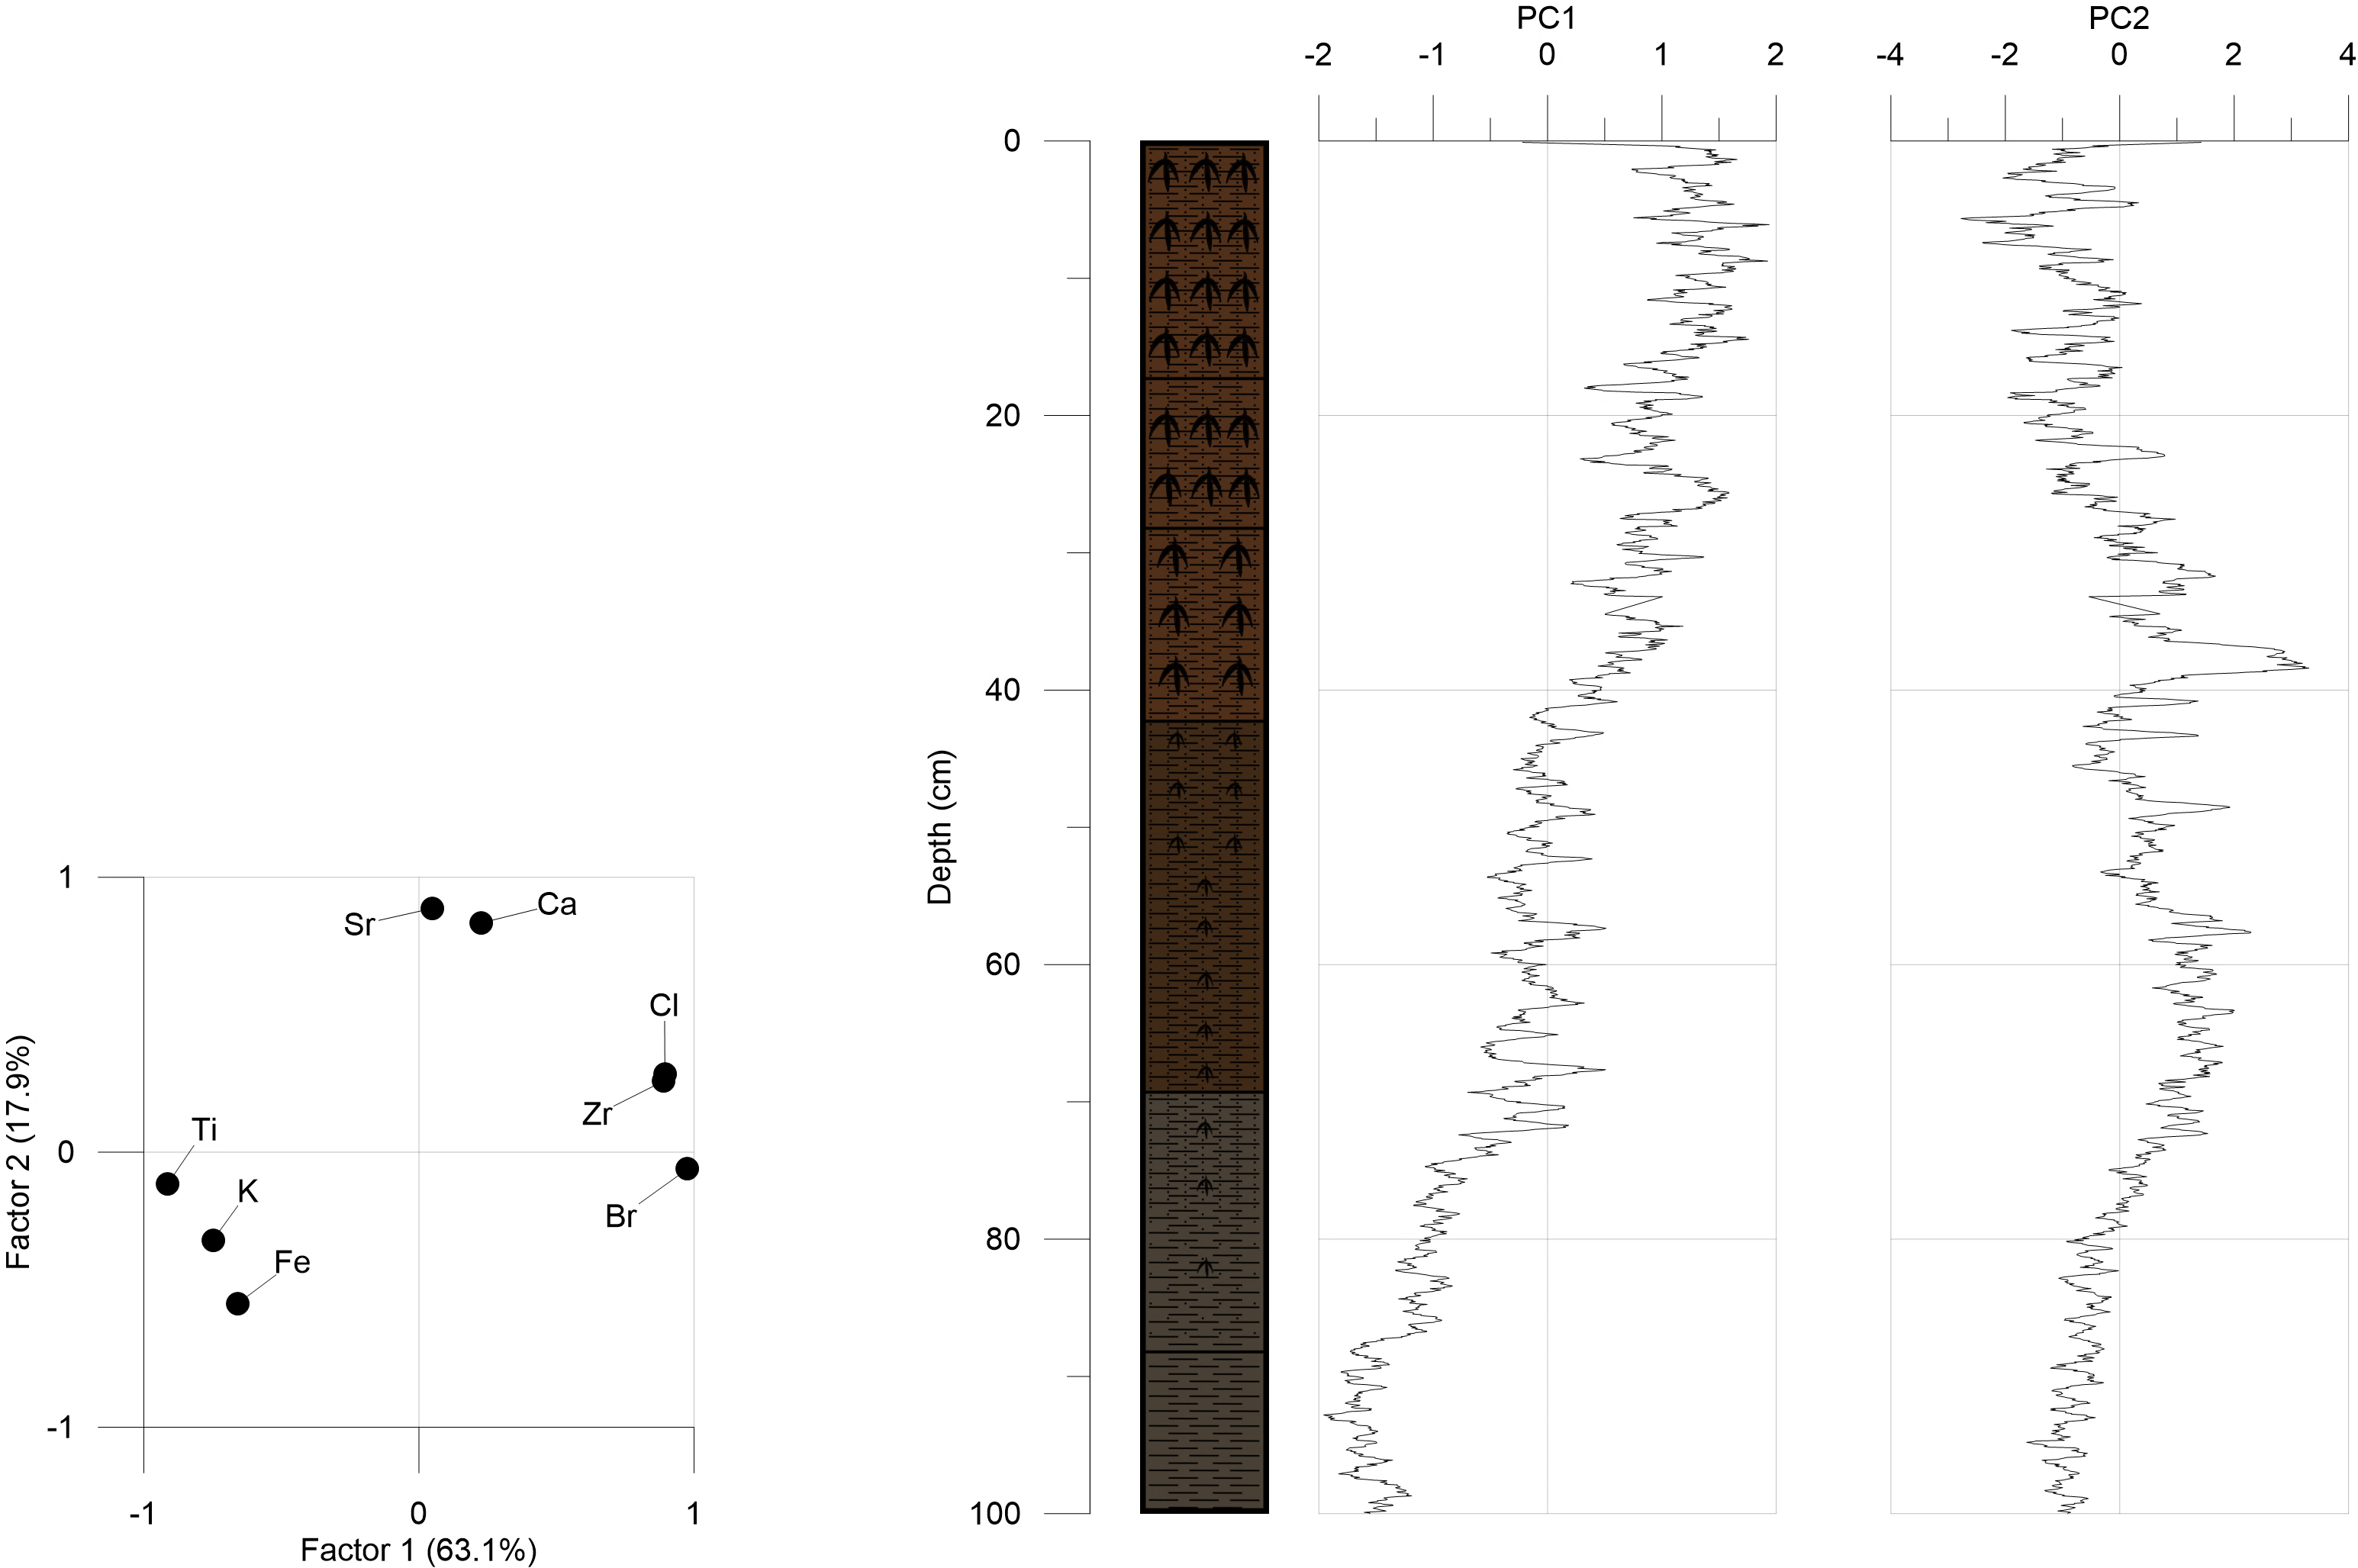 PC1
-2 -1 0 1 2
PC2
-4 -2 0 2 4
Depth (cm)
0
20
40
60
80
100
Factor 2 (17.9%)
1
0
-1
Sr
Ca
Cl
Zr
Ti
K
Br
Fe
-1 0 1
Factor 1 (63.1%)